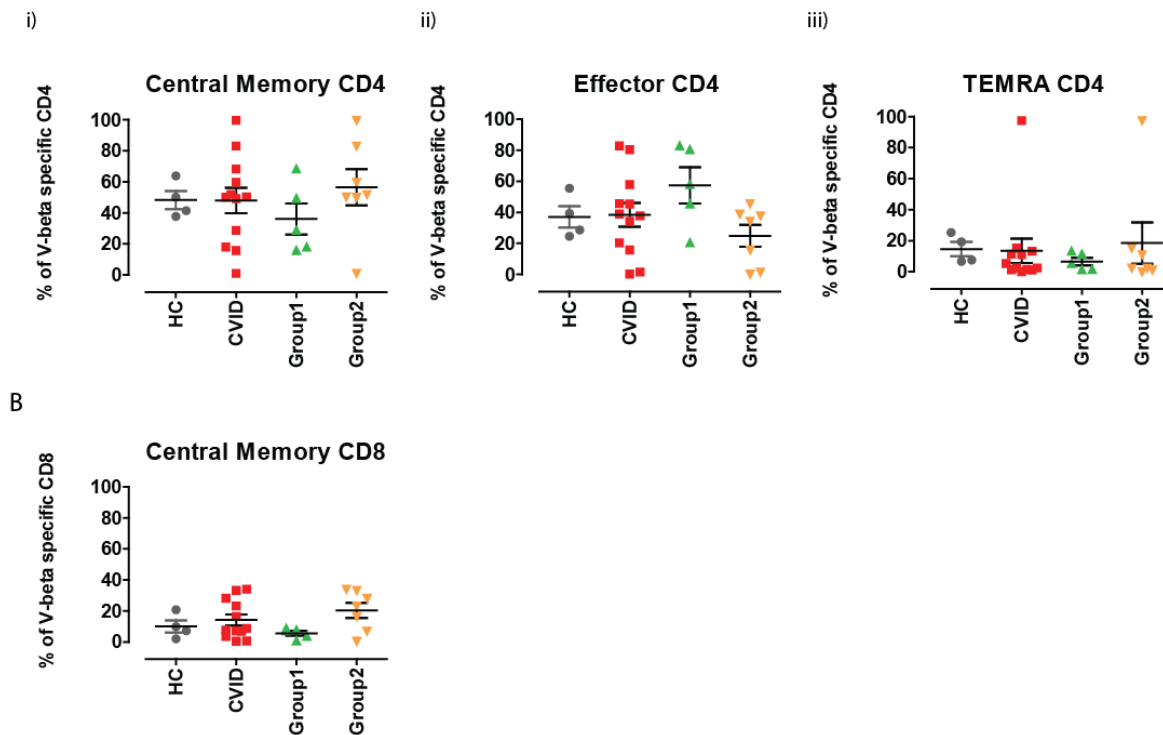 i)
Central Memory CD4
% of V-beta specific CD4
100
80
60
40
20
0
HC
CVID
Group1
Group2
ii)
Effector CD4
% of V-beta specific CD4
100
80
60
40
20
0
HC
CVID
Group1
Group2
iii)
TEMRA CD4
% of V-beta specific CD4
100
80
60
40
20
0
HC
CVID
Group1
Group2
B
Central Memory CD8
% of V-beta specific CD8
100
80
60
40
20
0
HC
CVID
Group1
Group2